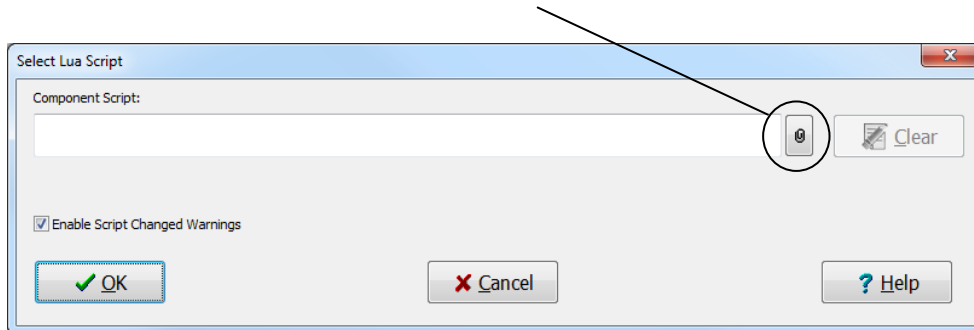 Select Lua Script
Component Script:
Clear
Enable Script Changed Warnings
OK
Cancel
? Help